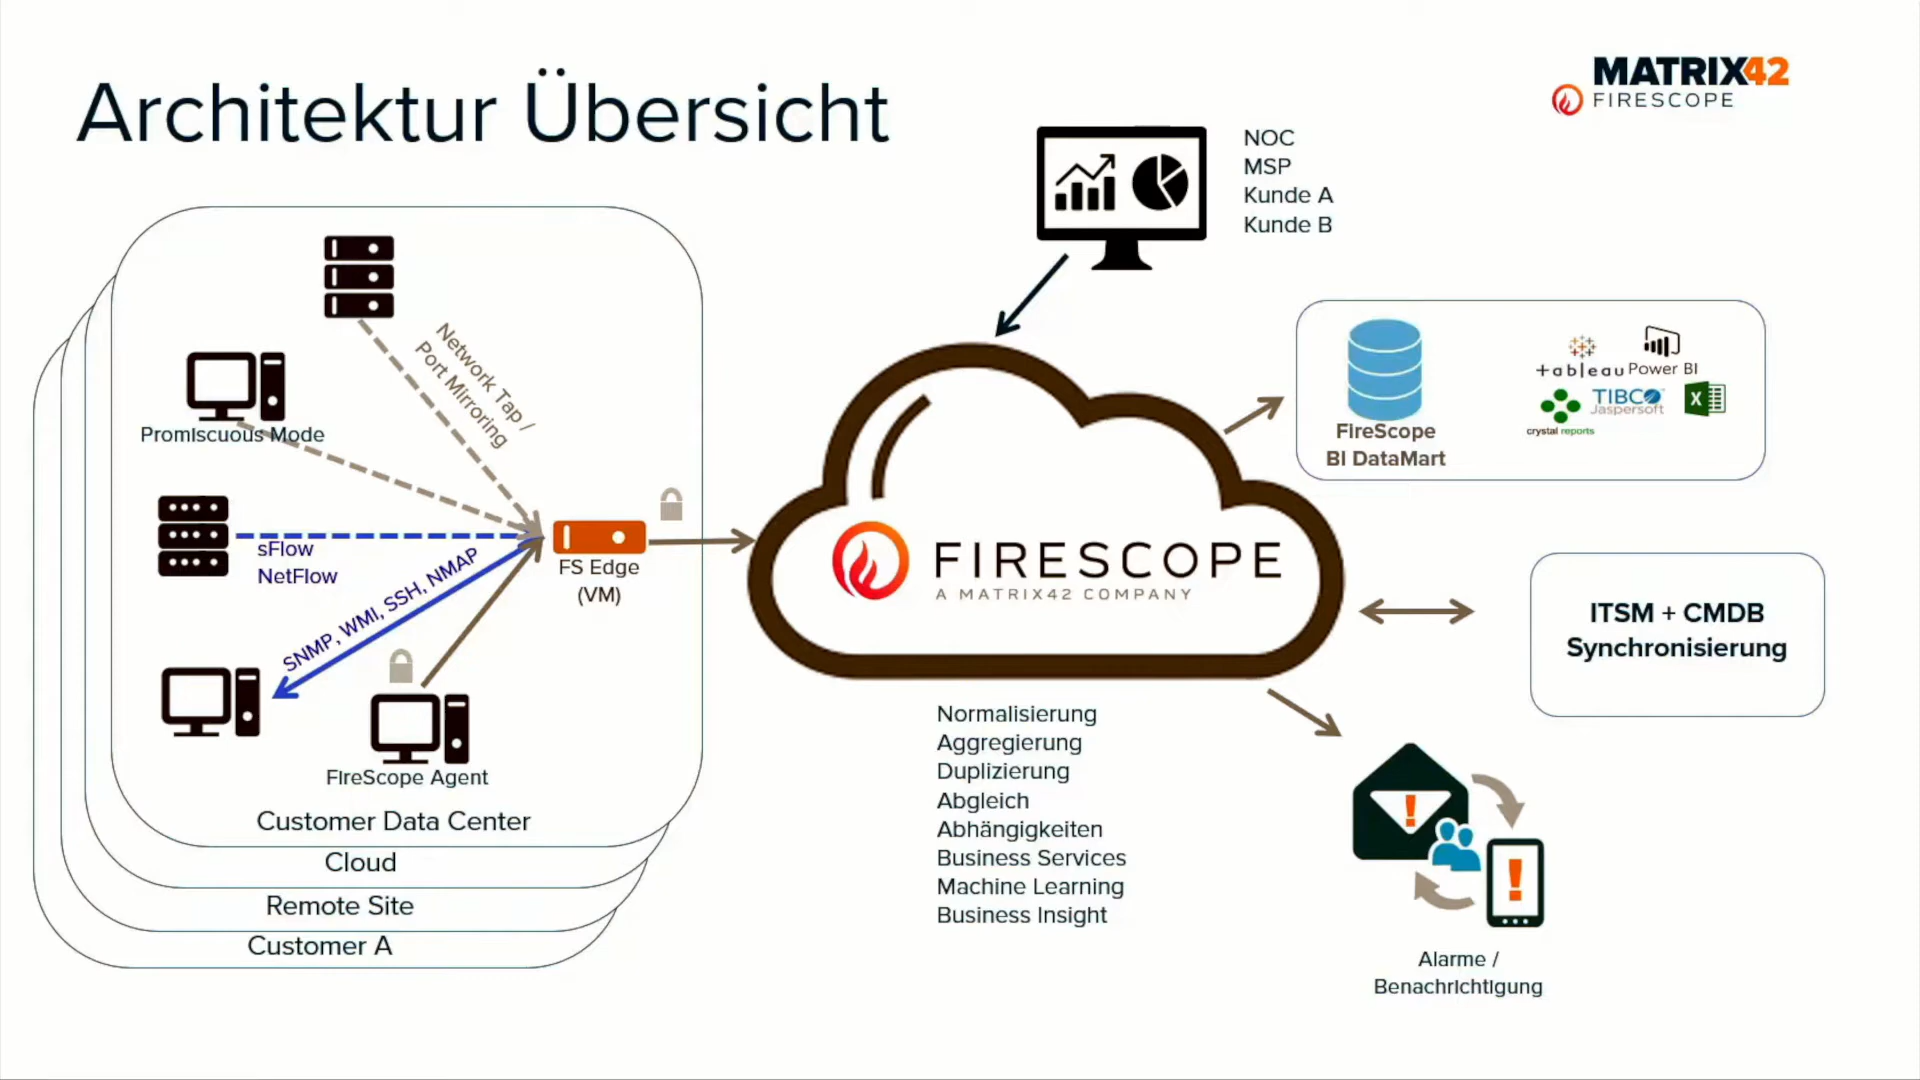 Architektur Übersicht
MATRIX42
FIRESCOPE
NOC
MSP
Kunde A
Kunde B
Network Tap /
Port Mirroring
Promiscuous Mode
sFlow
NetFlow
SNMP, WMI, SSH, NMAP
FS Edge
(VM)
FireScope Agent
Customer Data Center
Cloud
Remote Site
Customer A
FIRESCOPE
A MATRIX42 COMPANY
Normalisierung
Aggregierung
Duplizierung
Abgleich
Abhängigkeiten
Business Services
Machine Learning
Business Insight
FireScope
BI DataMart
+ableau
Power BI
crystal reports
TIBCO
Jaspersoft
X
ITSM + CMDB
Synchronisierung
!
!
Alarme /
Benachrichtigung